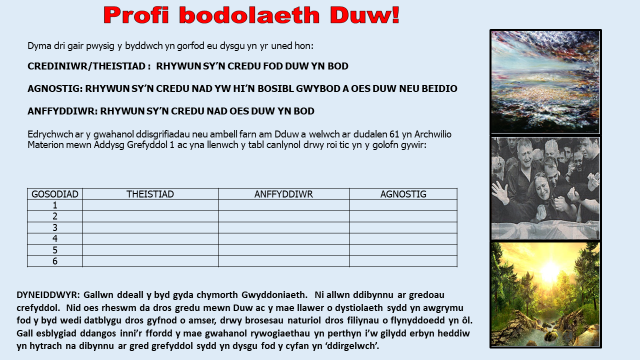 Profi bodolaeth Duw!
Dyma dri gair pwysig y byddwch yn gorfod eu dysgu yn yr uned hon:
CREDINIWR/THEISTIAD : RHYWUN SY'N CREDU FOD DUW YN BOD
AGNOSTIG: RHYWUN SY'N CREDU NAD YW HI'N BOSIBL GWYBOD A OES DUW NEU BEIDIO
ANFFYDDIWR: RHYWUN SY'N CREDU NAD OES DUW YN BOD
Edrychwch ar y gwahanol ddisgrifiadau neu ambell farn am Dduw a welwch ar dudalen 61 yn Archwilio
Materion mewn Addysg Grefyddol 1 ac yna llenwch y tabl canlynol drwy roi tic yn y golofn gywir:
GOSODIAD THEISTIAD ANFFYDDIWR AGNOSTIG
1
2
3
4
5
6
DYNEIDDWYR: Gallwn ddeall y byd gyda chymorth Gwyddoniaeth. Ni allwn ddibynnu ar gredoau
crefyddol. Nid oes rheswm da dros gredu mewn Duw ac y mae llawer o dystiolaeth sydd yn awgrymu
fod y byd wedi datblygu dros gyfnod o amser, drwy brosesau naturiol dros filiynau o flynyddoedd yn ôl.
Gall esblygiad ddangos inni'r ffordd y mae gwahanol rywogaethau yn perthyn i'w gilydd erbyn heddiw
yn hytrach na dibynnu ar gred grefyddol sydd yn dysgu fod y cyfan yn 'ddirgelwch'.